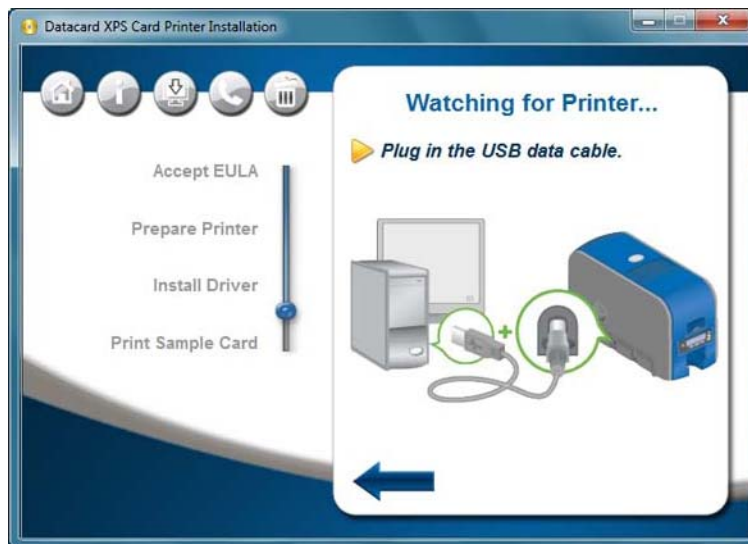 Datacard XPS Card Printer Installation
Watching for Printer...
Plug in the USB data cable.
Accept EULA
Prepare Printer
Install Driver
Print Sample Card